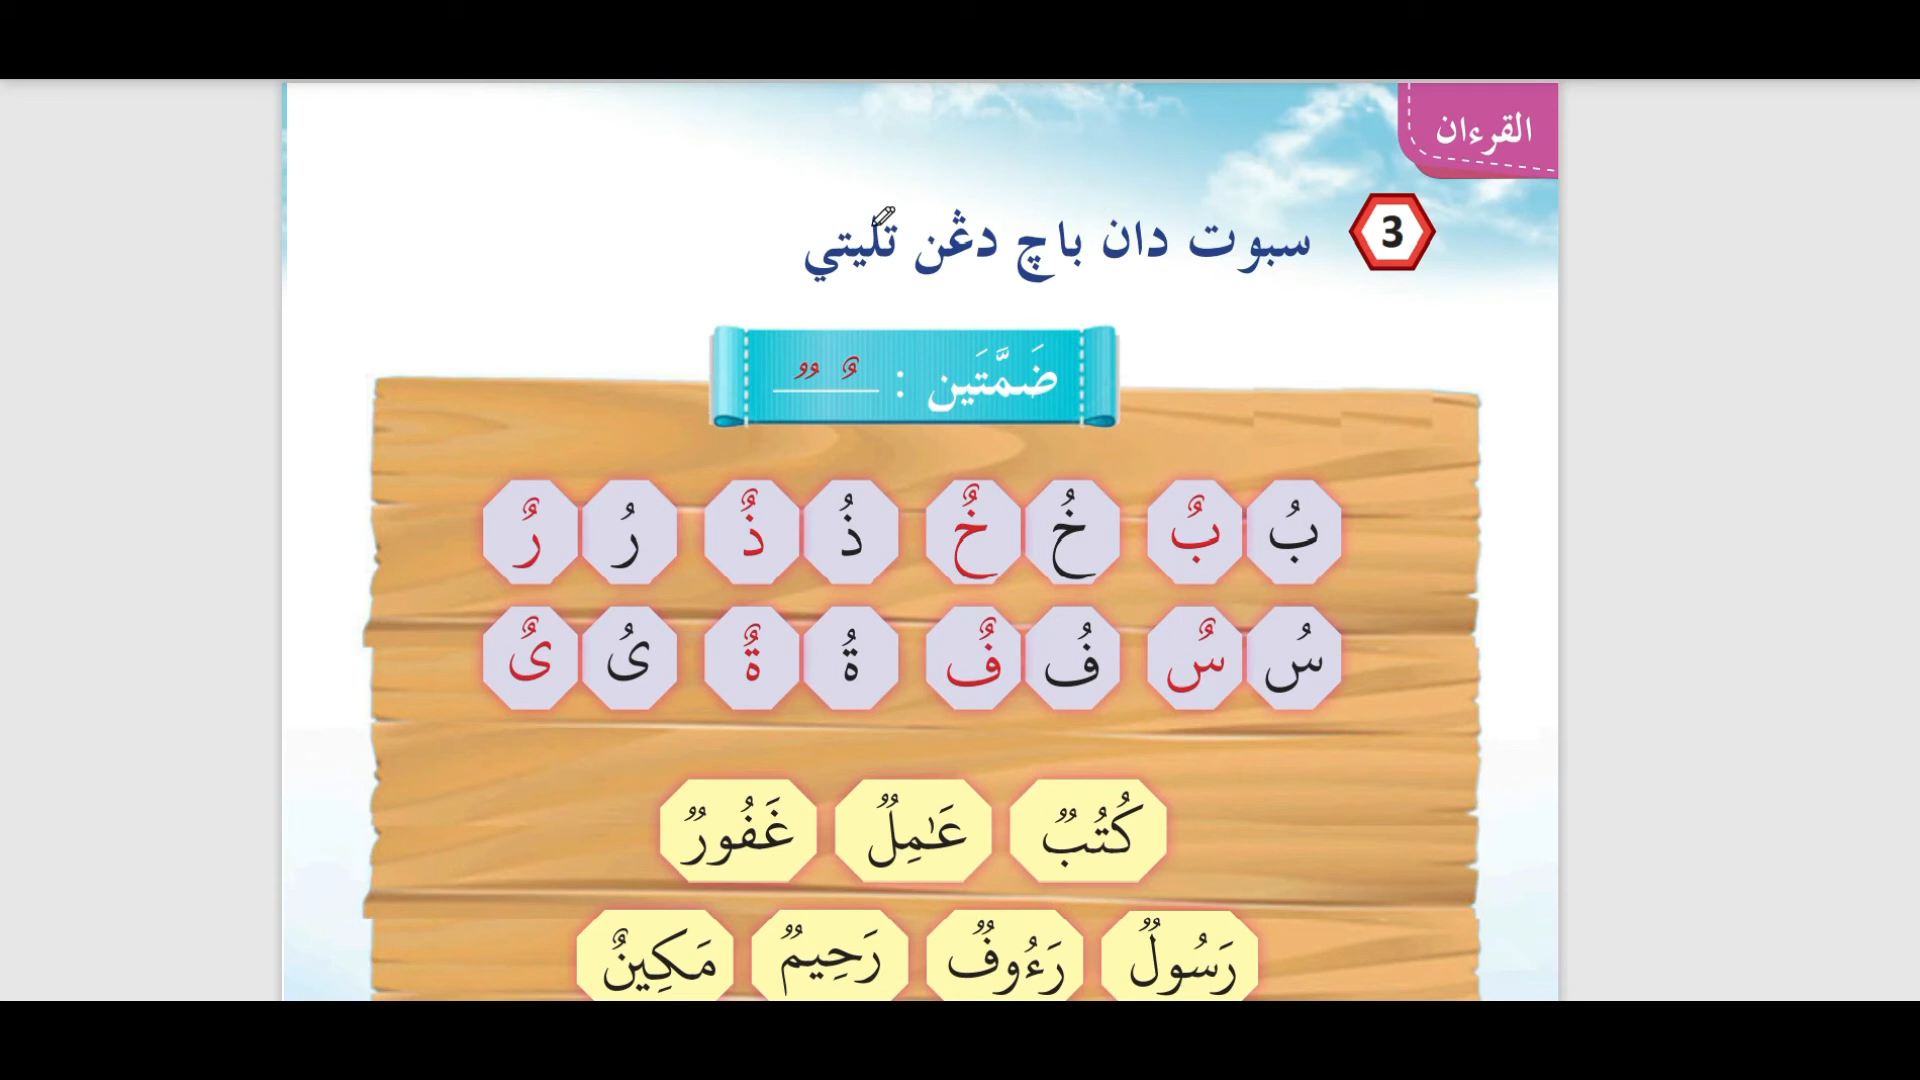 القرءان
3 سبوت دان باچ دڠن تليتي
ضَمَّتَين : ـٌ ــࣱ
بُ بٌ خُ خٌ ذُ ذٌ رُ رٌ
سُ سٌ فُ فٌ ةُ ةٌ ىُ ىٌ
كُتُبࣱ عَـٰمِلࣱ غَفُورࣱ
رَسُولࣱ رَءُوفࣱ رَحِيمࣱ مَكِينٌ